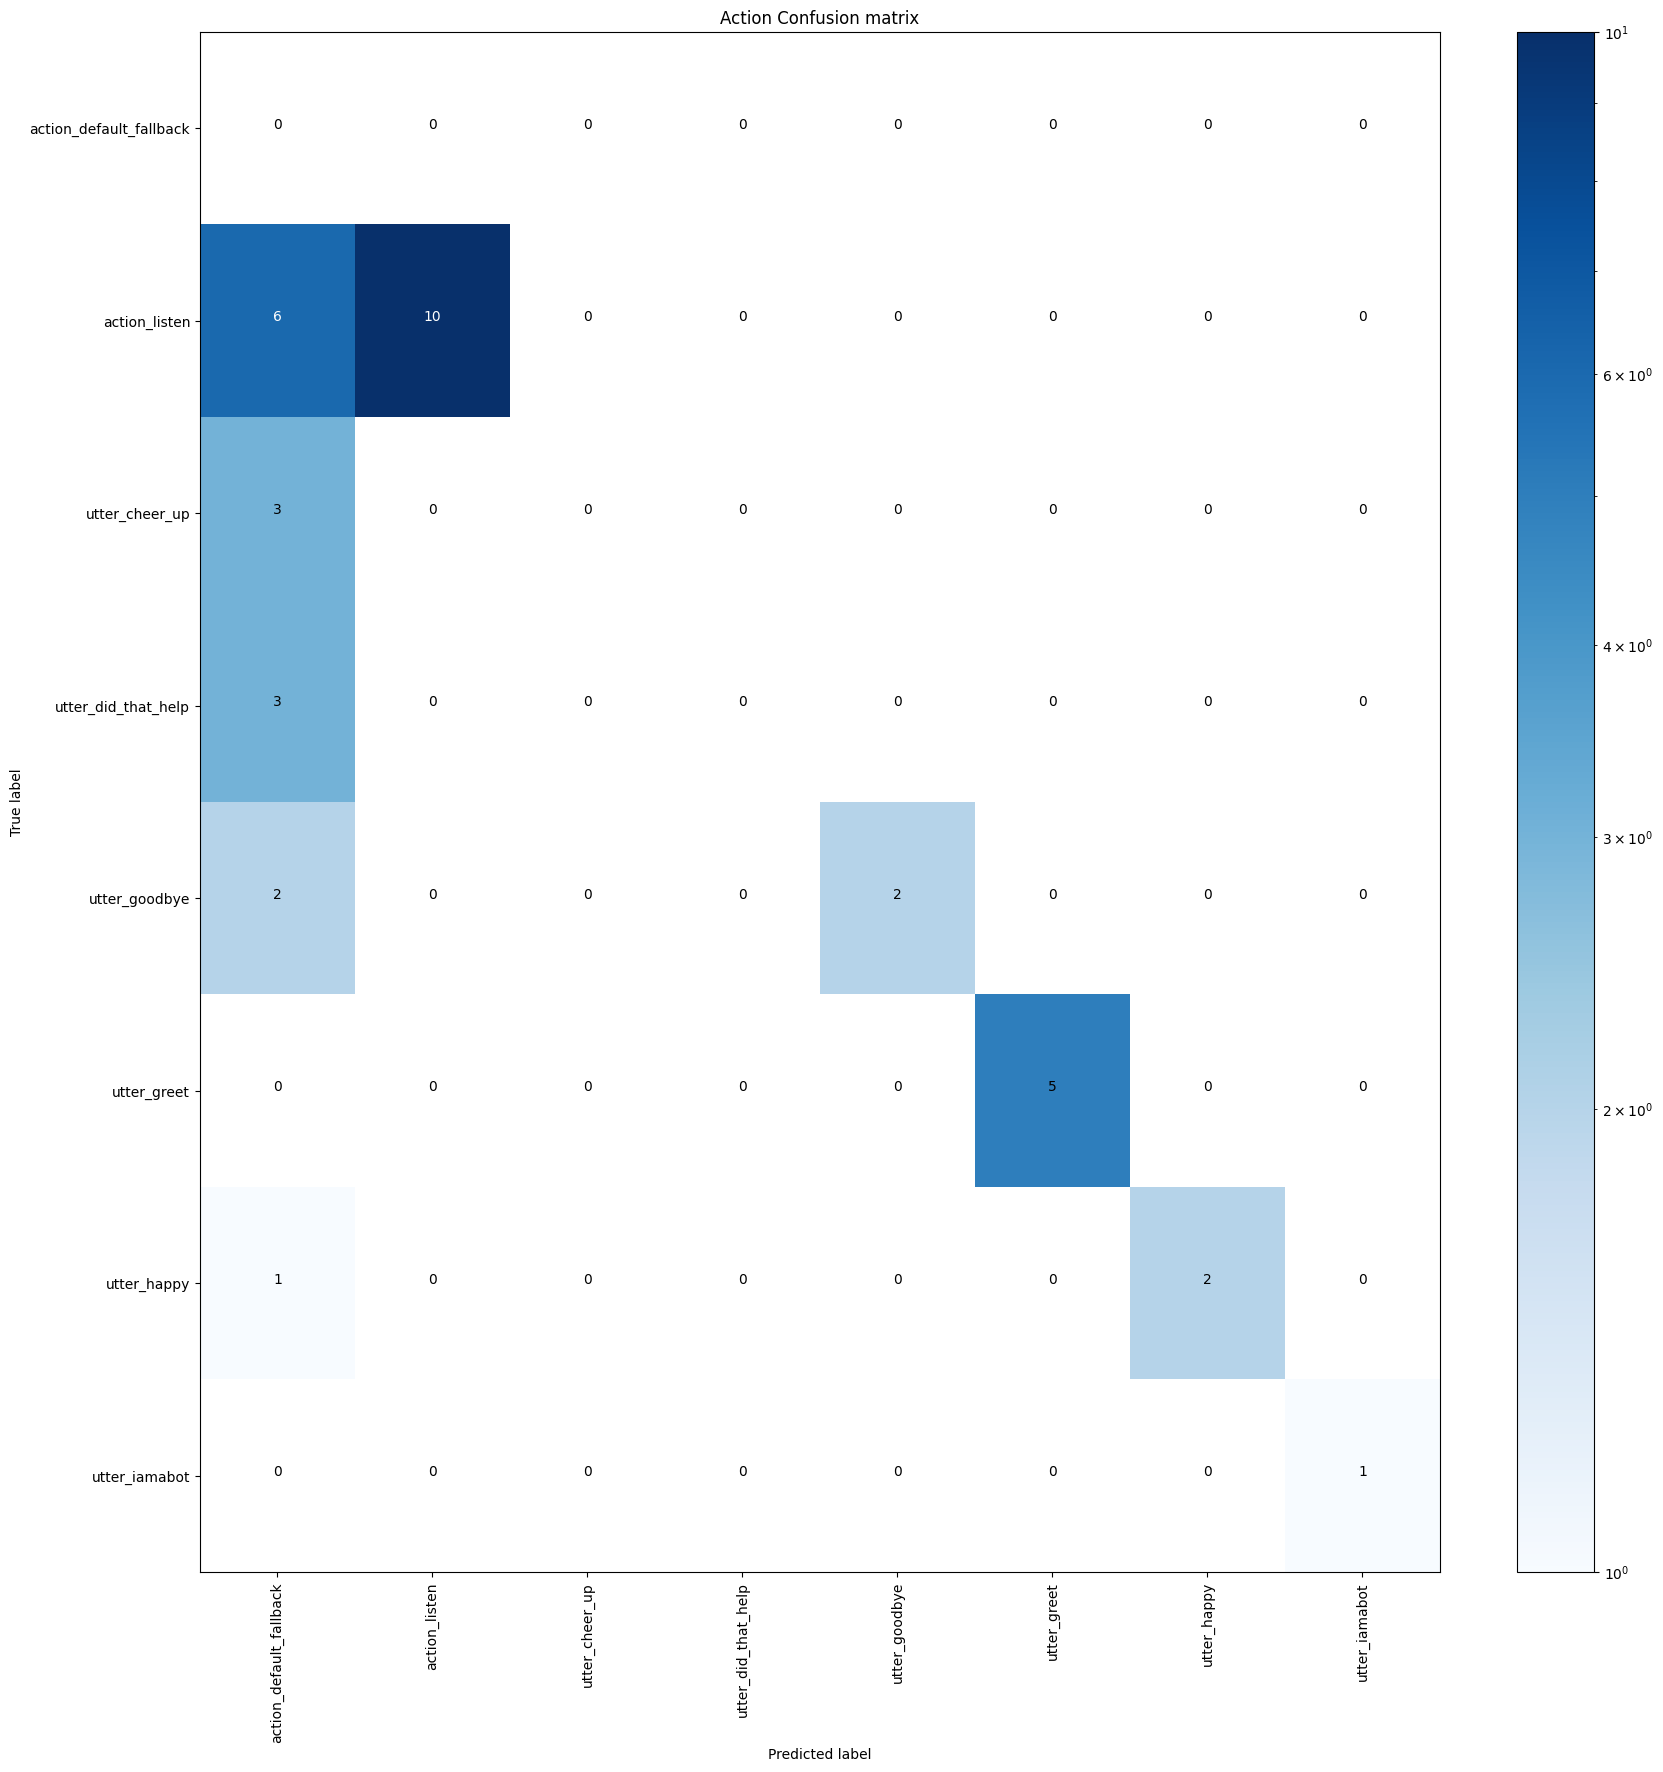 Action Confusion matrix
action_default_fallback 0 0 0 0 0 0 0 0
action_listen 6 10 0 0 0 0 0 0
utter_cheer_up 3 0 0 0 0 0 0 0
utter_did_that_help 3 0 0 0 0 0 0 0
utter_goodbye 2 0 0 0 2 0 0 0
utter_greet 0 0 0 0 0 5 0 0
utter_happy 1 0 0 0 0 0 2 0
utter_iamabot 0 0 0 0 0 0 0 1
True label
action_default_fallback
action_listen
utter_cheer_up
utter_did_that_help
utter_goodbye
utter_greet
utter_happy
utter_iamabot
Predicted label
10¹
6 × 10⁰
4 × 10⁰
3 × 10⁰
2 × 10⁰
10⁰